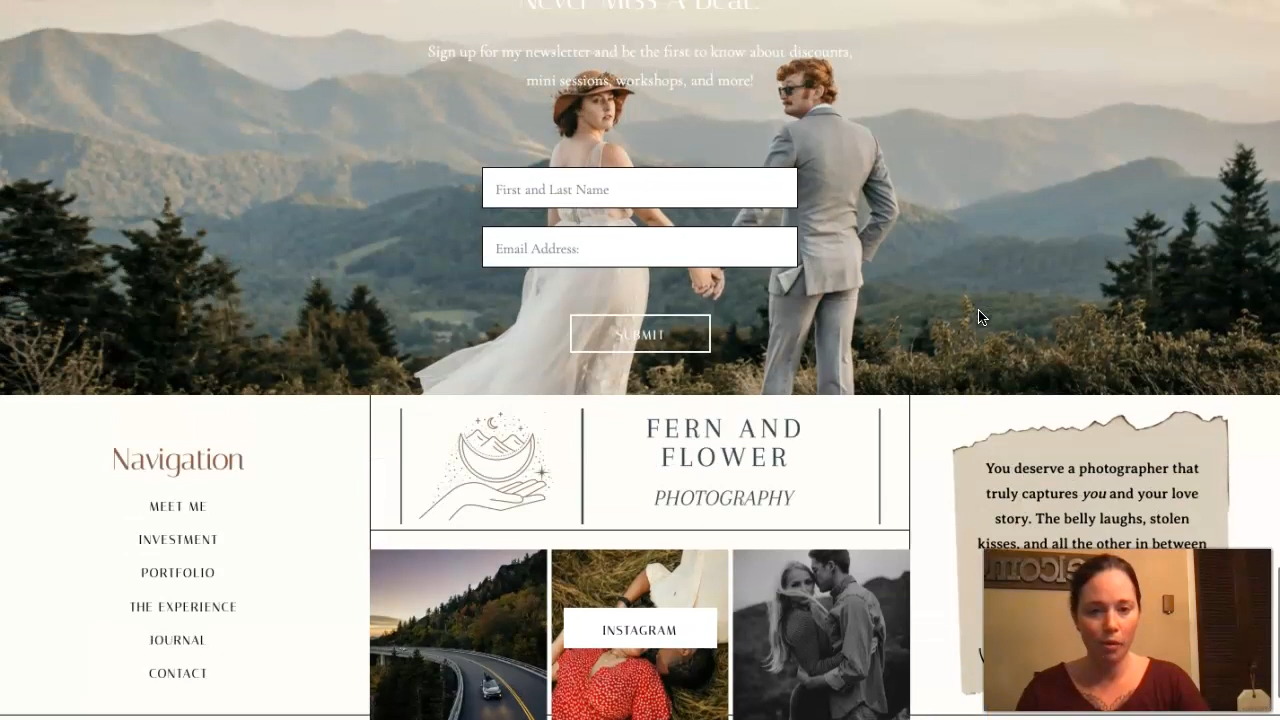 Never Miss A Beat.
Sign up for my newsletter and be the first to know about discounts,
mini sessions, workshops, and more!
First and Last Name
Email Address:
SUBMIT
Navigation
MEET ME
INVESTMENT
PORTFOLIO
THE EXPERIENCE
JOURNAL
CONTACT
FERN AND
FLOWER
PHOTOGRAPHY
INSTAGRAM
You deserve a photographer that
truly captures you and your love
story. The belly laughs, stolen
kisses, and all the other in between